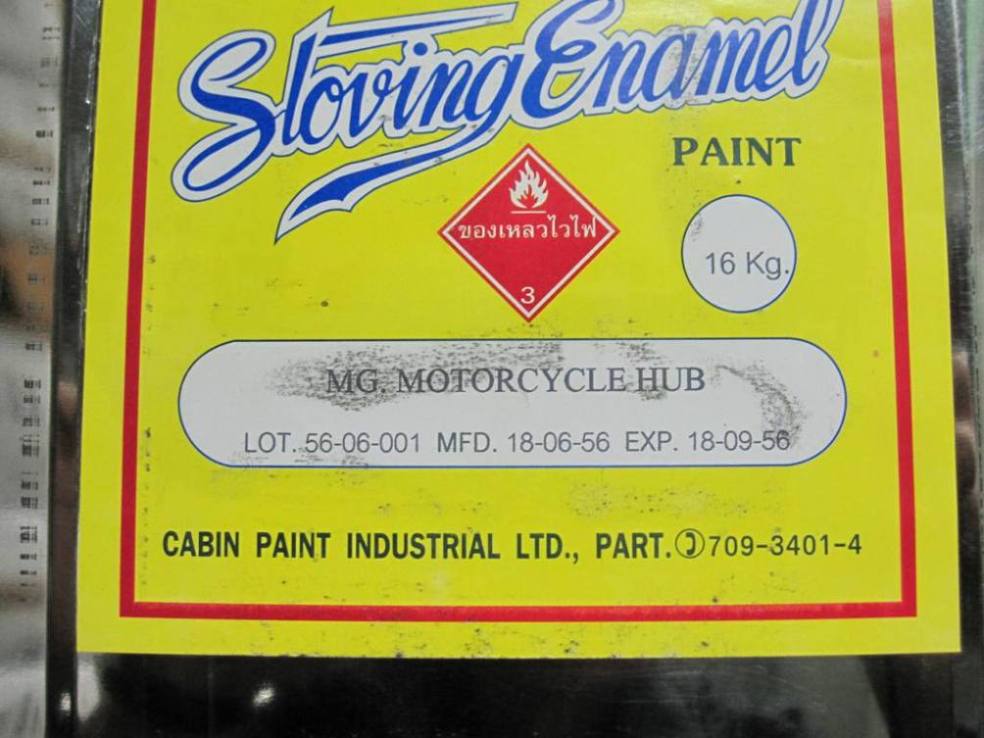 Stoving Enamel
PAINT
ของเหลวไวไฟ
3
16 Kg.
MG. MOTORCYCLE HUB
LOT. 56-06-001 MFD. 18-06-56 EXP. 18-09-56
CABIN PAINT INDUSTRIAL LTD., PART. 709-3401-4